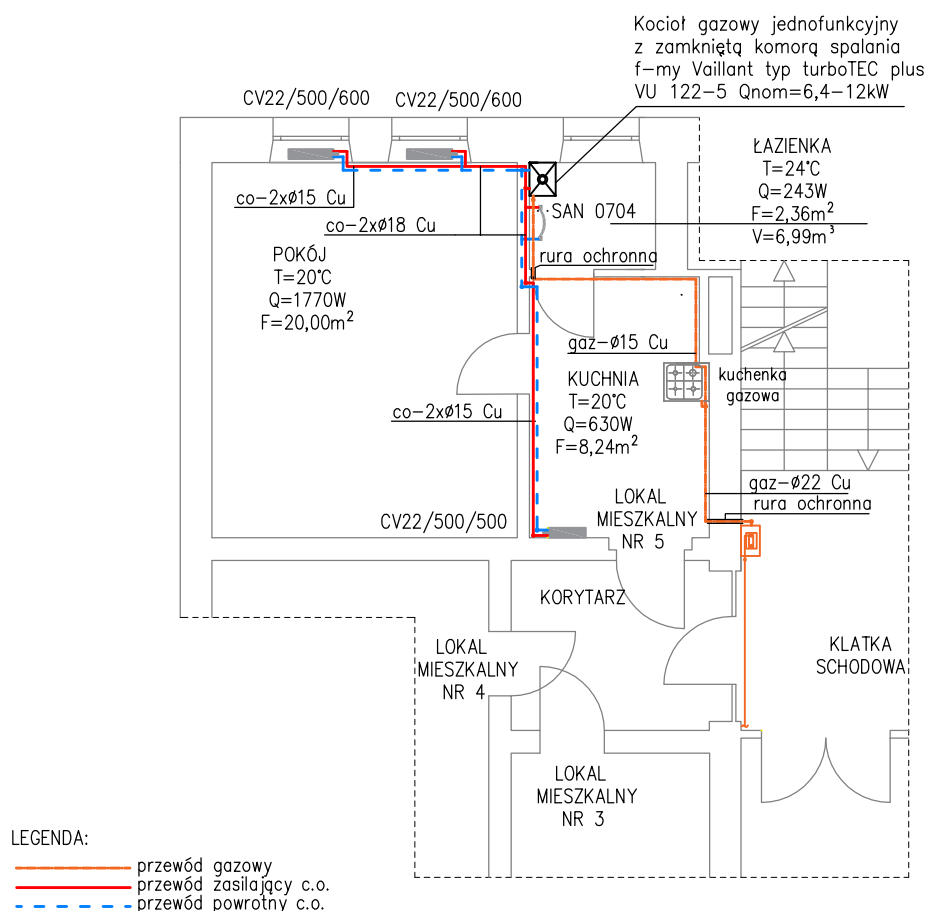 Kocioł gazowy jednofunkcyjny
z zamkniętą komorą spalania
f-my Vaillant typ turboTEC plus
VU 122-5 Qnom=6,4-12kW
CV22/500/600
CV22/500/600
ŁAZIENKA
T=24°C
Q=243W
F=2,36m²
V=6,99m³
co-2xø15 Cu
co-2xø18 Cu
SAN 0704
rura ochronna
POKÓJ
T=20°C
Q=1770W
F=20,00m²
gaz-ø15 Cu
KUCHNIA
T=20°C
Q=630W
F=8,24m²
kuchenka
gazowa
co-2xø15 Cu
gaz-ø22 Cu
rura ochronna
LOKAL
MIESZKALNY
NR 5
CV22/500/500
KORYTARZ
LOKAL
MIESZKALNY
NR 4
KLATKA
SCHODOWA
LOKAL
MIESZKALNY
NR 3
LEGENDA:
przewód gazowy
przewód zasilający c.o.
przewód powrotny c.o.